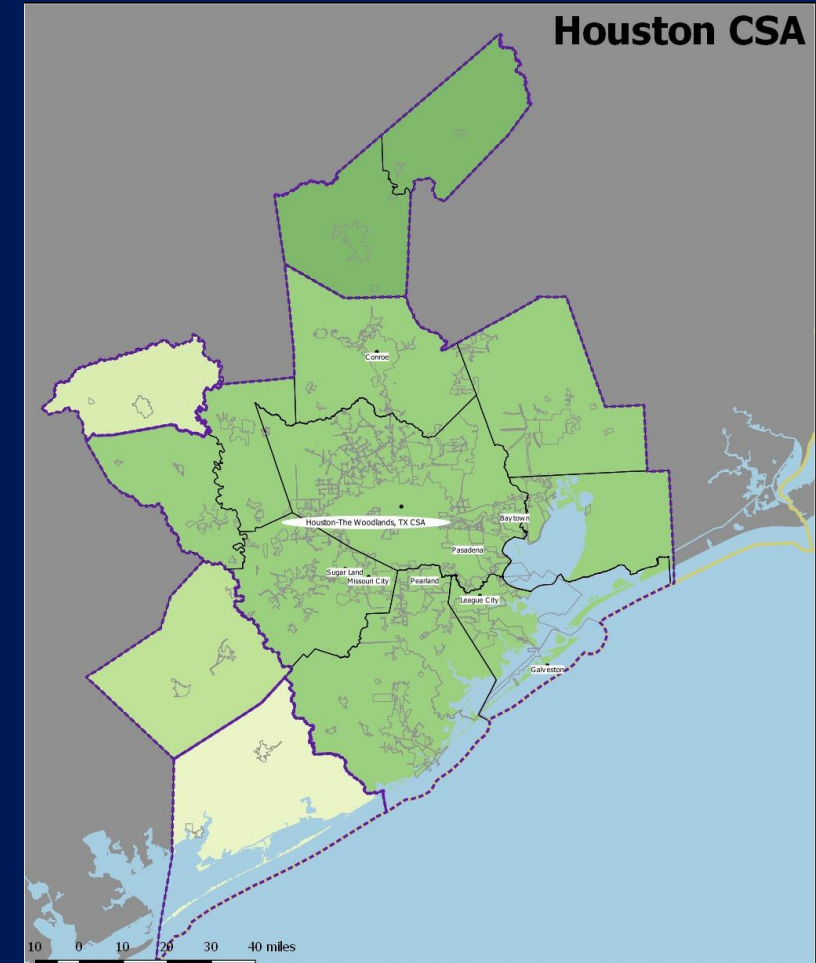 Houston CSA
Conroe
Houston-The Woodlands, TX CSA
Baytown
Pasadena
Sugar Land
Missouri City
Pearland
League City
Galveston
10 0 10 20 30 40 miles